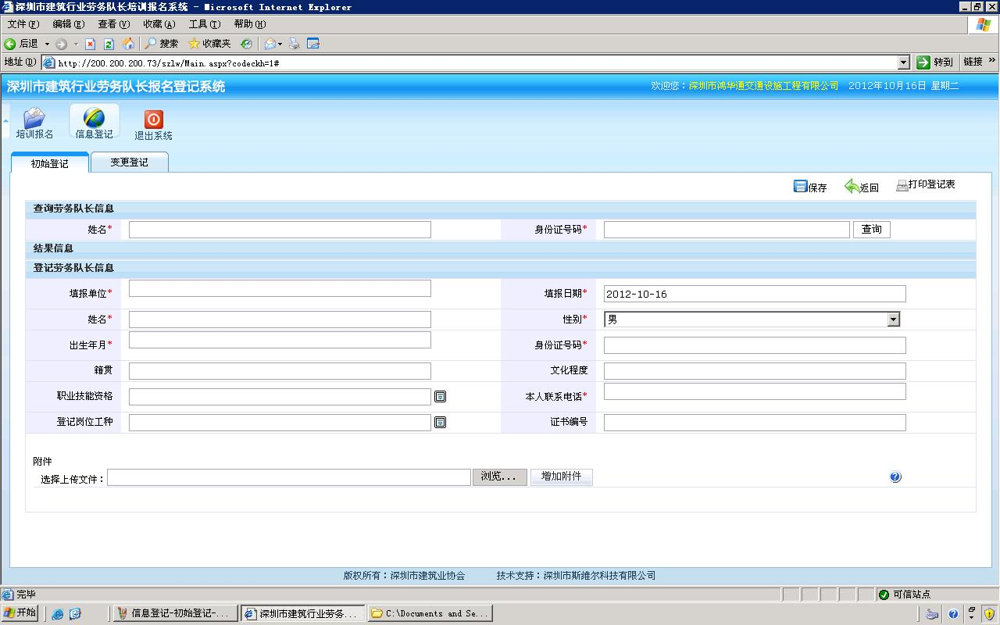 深圳市建筑行业劳务队长培训报名系统 - Microsoft Internet Explorer
文件(F) 编辑(E) 查看(V) 收藏(A) 工具(T) 帮助(H)
后退 搜索 收藏夹
地址(D) http://200.200.200.73/szlw/Main.aspx?codeckh=1# 转到 链接 »
深圳市建筑行业劳务队长报名登记系统 欢迎您：深圳市鸿华通交通设施工程有限公司 2012年10月16日 星期二
培训报名 信息登记 退出系统
初始登记 变更登记
保存 返回 打印登记表
查询劳务队长信息
姓名* 身份证号码* 查询
结果信息
登记劳务队长信息
填报单位* 填报日期* 2012-10-16
姓名* 性别* 男
出生年月* 身份证号码*
籍贯 文化程度
职业技能资格 本人联系电话*
登记岗位工种 证书编号
附件
选择上传文件： 浏览... 增加附件
版权所有：深圳市建筑业协会 技术支持：深圳市斯维尔科技有限公司
完毕 可信站点
开始 信息登记-初始登记-... 深圳市建筑行业劳务... C:\Documents and Se...